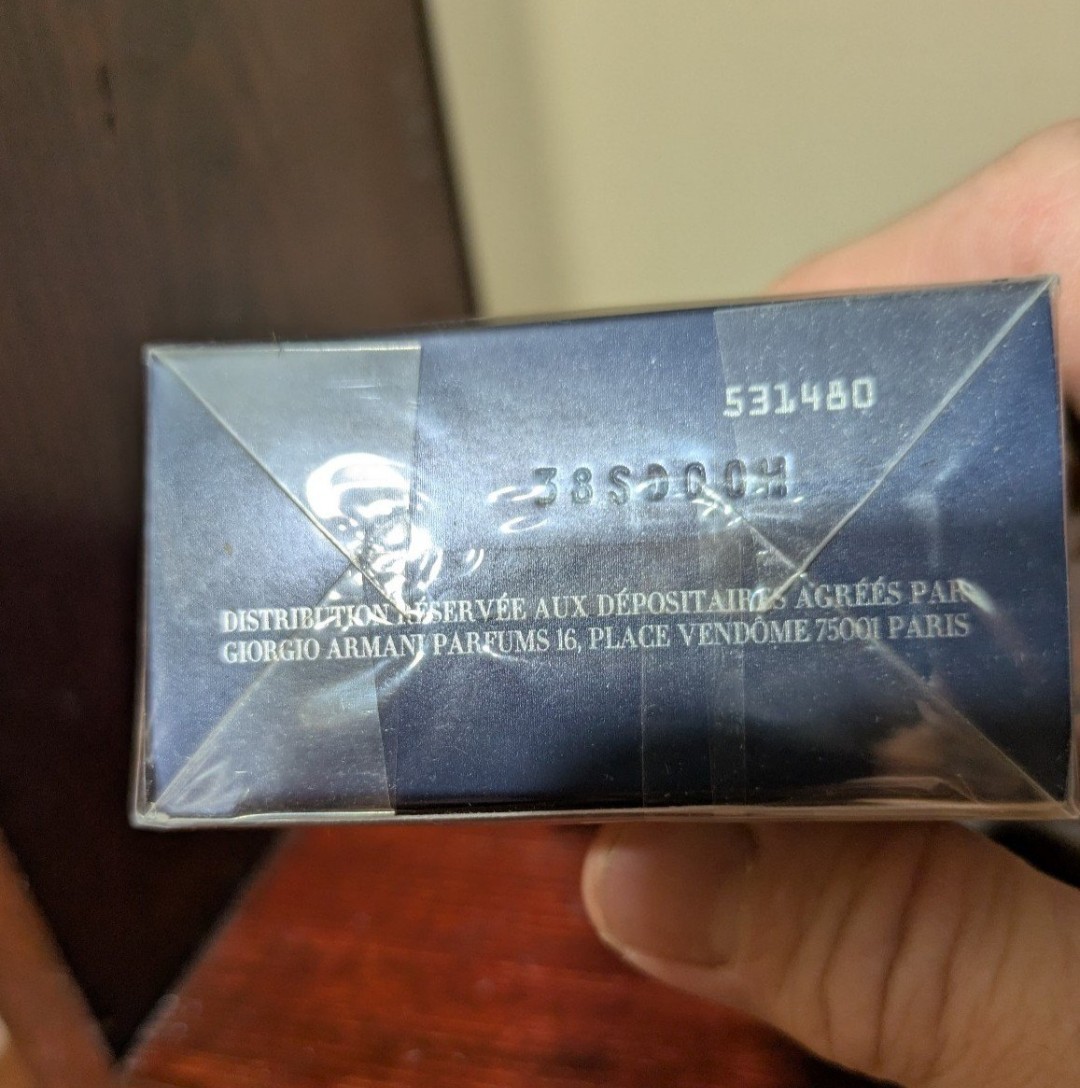 531480
38S000H
DISTRIBUTION RÉSERVÉE AUX DÉPOSITAIRES AGRÉÉS PAR
GIORGIO ARMANI PARFUMS 16, PLACE VENDÔME 75001 PARIS